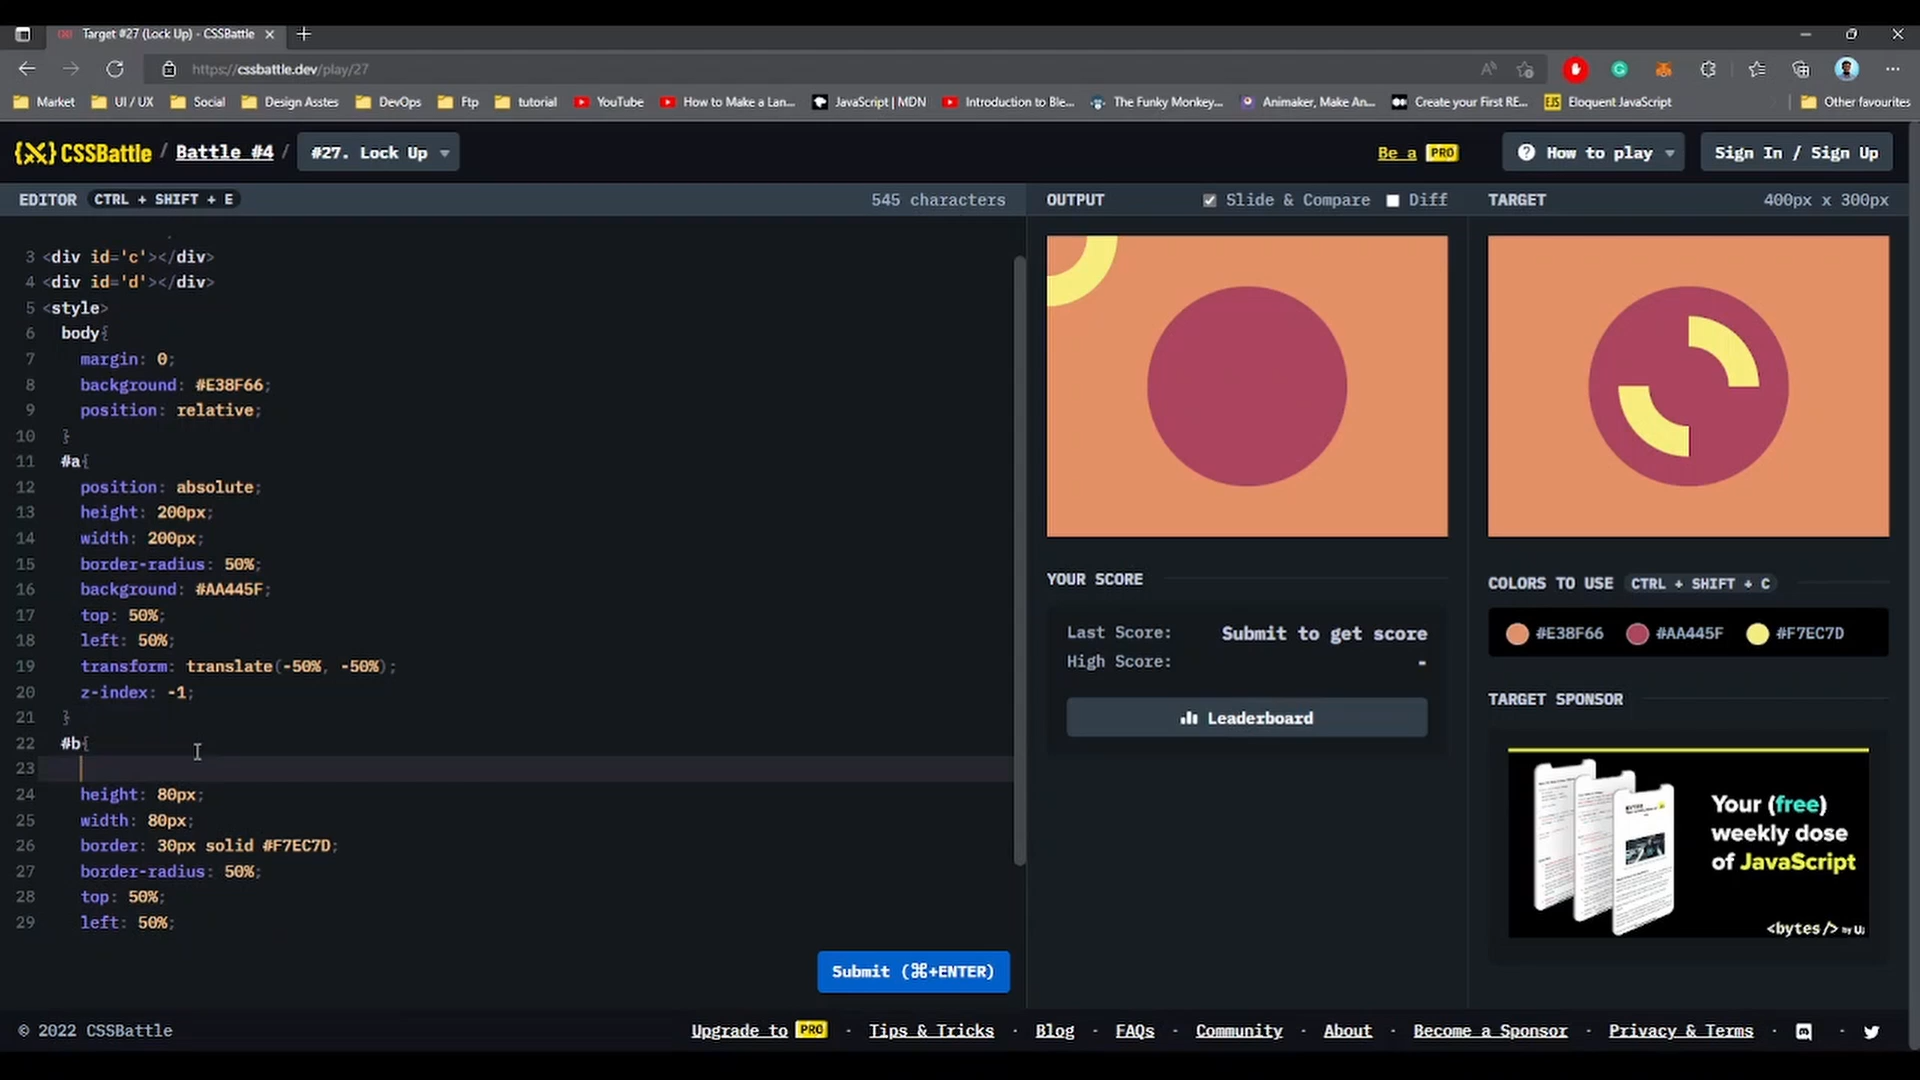 Target #27 (Lock Up) - CSSBattle
https://cssbattle.dev/play/27
Market UI / UX Social Design Asstes DevOps Ftp tutorial YouTube How to Make a Lan... JavaScript | MDN Introduction to Ble... The Funky Monkey... Animaker, Make An... Create your First RE... EJS Eloquent JavaScript Other favourites
CSSBattle / Battle #4 / #27. Lock Up
Be a PRO
How to play
Sign In / Sign Up
EDITOR CTRL + SHIFT + E 545 characters
OUTPUT Slide & Compare Diff
TARGET 400px x 300px
3 <div id='c'></div>
4 <div id='d'></div>
5 <style>
6 body{
7 margin: 0;
8 background: #E38F66;
9 position: relative;
10 }
11 #a{
12 position: absolute;
13 height: 200px;
14 width: 200px;
15 border-radius: 50%;
16 background: #AA445F;
17 top: 50%;
18 left: 50%;
19 transform: translate(-50%, -50%);
20 z-index: -1;
21 }
22 #b{
23
24 height: 80px;
25 width: 80px;
26 border: 30px solid #F7EC7D;
27 border-radius: 50%;
28 top: 50%;
29 left: 50%;
Submit (⌘+ENTER)
YOUR SCORE
Last Score: Submit to get score
High Score: -
Leaderboard
COLORS TO USE CTRL + SHIFT + C
#E38F66 #AA445F #F7EC7D
TARGET SPONSOR
Your (free)
weekly dose
of JavaScript
<bytes/> by U
© 2022 CSSBattle
Upgrade to PRO · Tips & Tricks · Blog · FAQs · Community · About · Become a Sponsor · Privacy & Terms